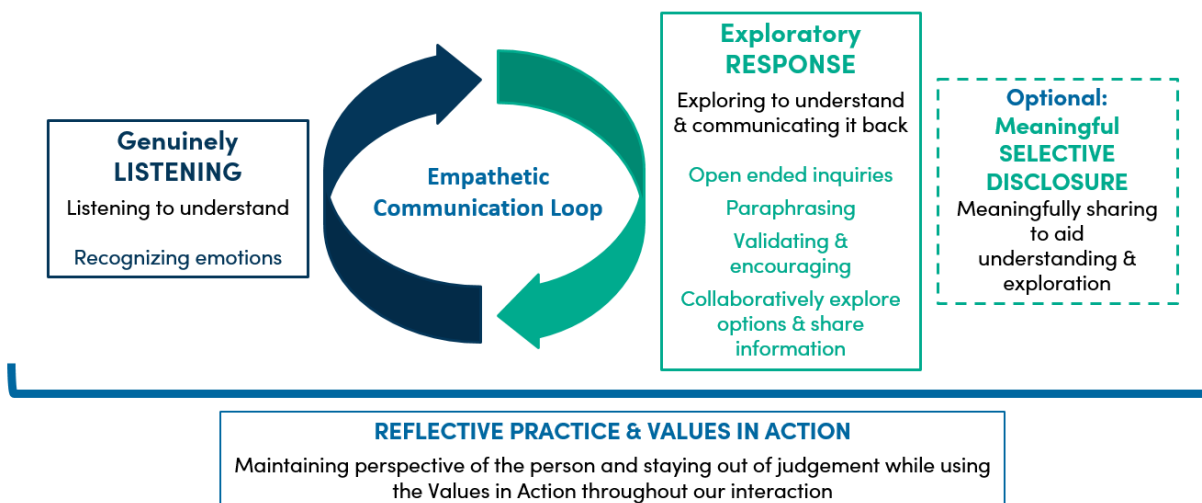 Genuinely
LISTENING
Listening to understand
Recognizing emotions
Empathetic
Communication Loop
Exploratory
RESPONSE
Exploring to understand
& communicating it back
Open ended inquiries
Paraphrasing
Validating &
encouraging
Collaboratively explore
options & share
information
Optional:
Meaningful
SELECTIVE
DISCLOSURE
Meaningfully sharing
to aid
understanding &
exploration
REFLECTIVE PRACTICE & VALUES IN ACTION
Maintaining perspective of the person and staying out of judgement while using
the Values in Action throughout our interaction